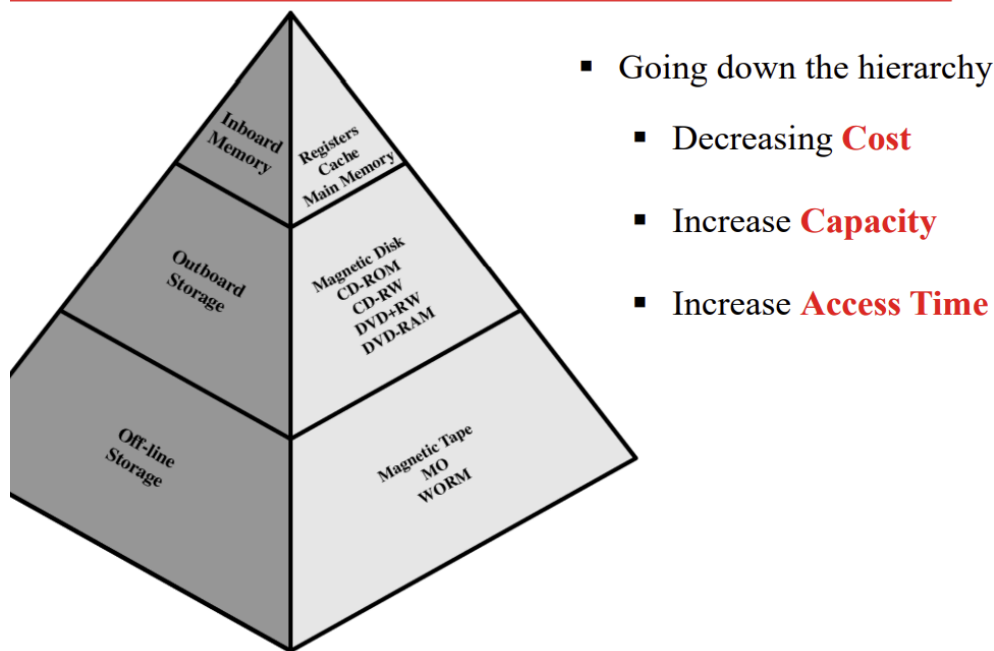 Inboard
Memory
Registers
Cache
Main Memory
Outboard
Storage
Magnetic Disk
CD-ROM
CD-RW
DVD+RW
DVD-RAM
Off-line
Storage
Magnetic Tape
MO
WORM
▪ Going down the hierarchy
▪ Decreasing Cost
▪ Increase Capacity
▪ Increase Access Time